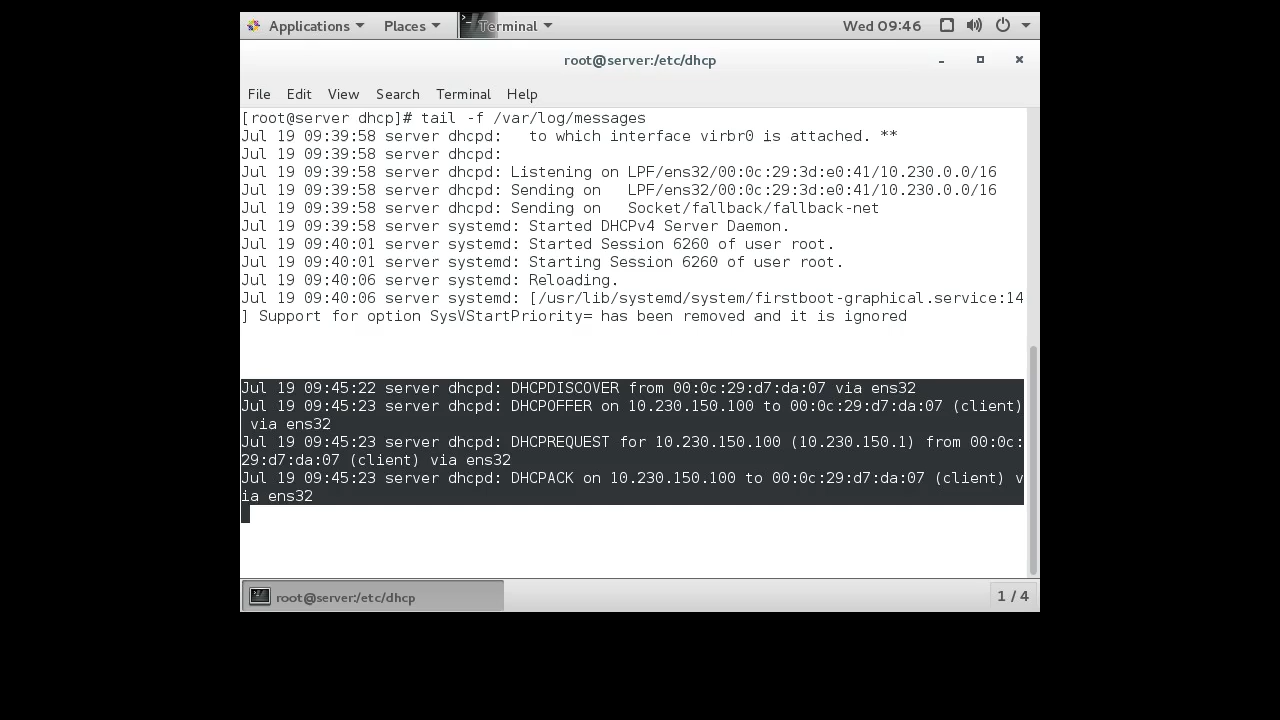 Applications Places Terminal Wed 09:46
root@server:/etc/dhcp
File Edit View Search Terminal Help
[root@server dhcp]# tail -f /var/log/messages
Jul 19 09:39:58 server dhcpd:   to which interface virbr0 is attached. **
Jul 19 09:39:58 server dhcpd:
Jul 19 09:39:58 server dhcpd: Listening on LPF/ens32/00:0c:29:3d:e0:41/10.230.0.0/16
Jul 19 09:39:58 server dhcpd: Sending on   LPF/ens32/00:0c:29:3d:e0:41/10.230.0.0/16
Jul 19 09:39:58 server dhcpd: Sending on   Socket/fallback/fallback-net
Jul 19 09:39:58 server systemd: Started DHCPv4 Server Daemon.
Jul 19 09:40:01 server systemd: Started Session 6260 of user root.
Jul 19 09:40:01 server systemd: Starting Session 6260 of user root.
Jul 19 09:40:06 server systemd: Reloading.
Jul 19 09:40:06 server systemd: [/usr/lib/systemd/system/firstboot-graphical.service:14
] Support for option SysVStartPriority= has been removed and it is ignored
Jul 19 09:45:22 server dhcpd: DHCPDISCOVER from 00:0c:29:d7:da:07 via ens32
Jul 19 09:45:23 server dhcpd: DHCPOFFER on 10.230.150.100 to 00:0c:29:d7:da:07 (client)
 via ens32
Jul 19 09:45:23 server dhcpd: DHCPREQUEST for 10.230.150.100 (10.230.150.1) from 00:0c:
29:d7:da:07 (client) via ens32
Jul 19 09:45:23 server dhcpd: DHCPACK on 10.230.150.100 to 00:0c:29:d7:da:07 (client) v
ia ens32
root@server:/etc/dhcp 1 / 4